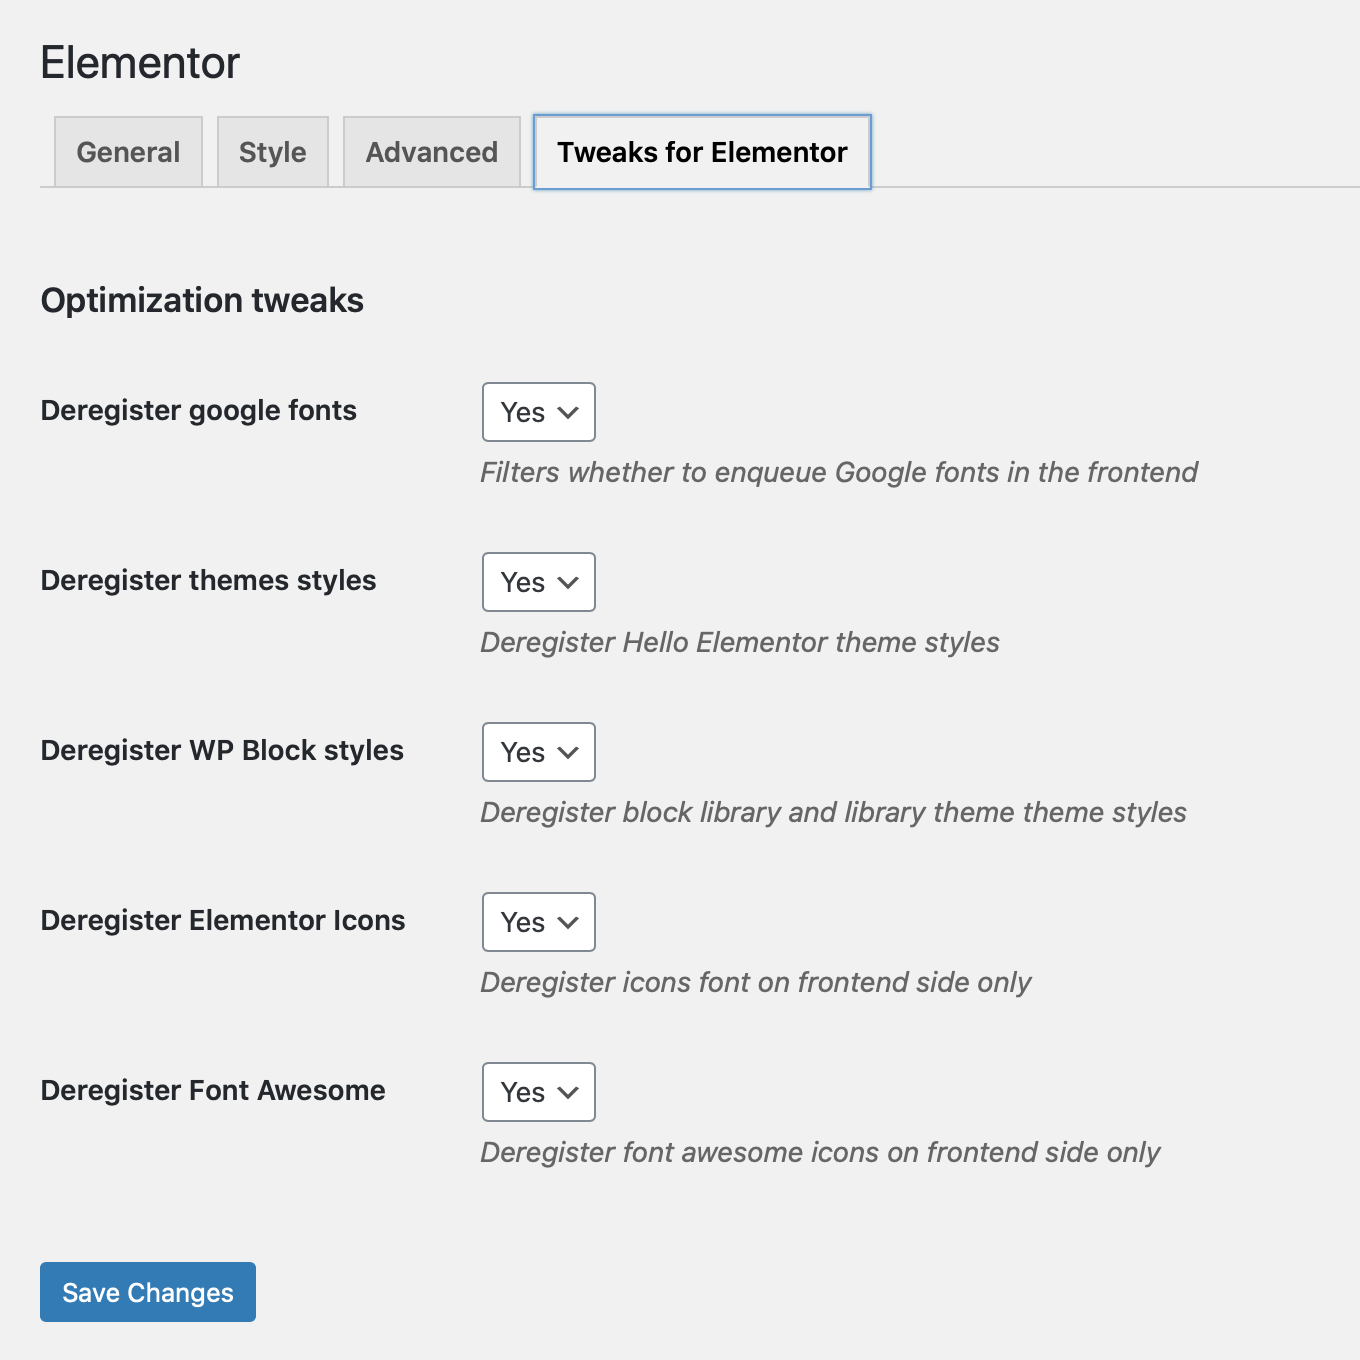 Elementor
General Style Advanced Tweaks for Elementor
Optimization tweaks
Deregister google fonts Yes
Filters whether to enqueue Google fonts in the frontend
Deregister themes styles Yes
Deregister Hello Elementor theme styles
Deregister WP Block styles Yes
Deregister block library and library theme theme styles
Deregister Elementor Icons Yes
Deregister icons font on frontend side only
Deregister Font Awesome Yes
Deregister font awesome icons on frontend side only
Save Changes